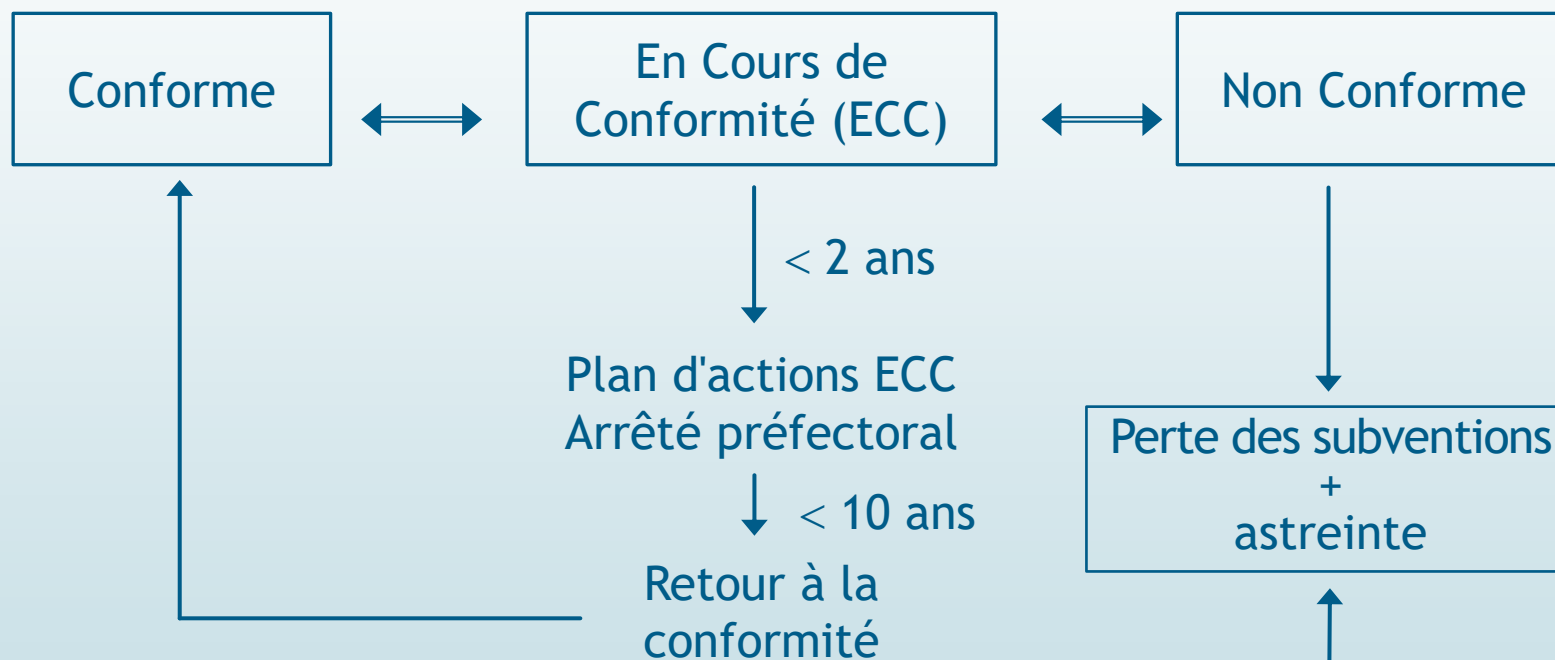 Conforme
En Cours de
Conformité (ECC)
Non Conforme
< 2 ans
Plan d'actions ECC
Arrêté préfectoral
< 10 ans
Retour à la
conformité
Perte des subventions
+
astreinte